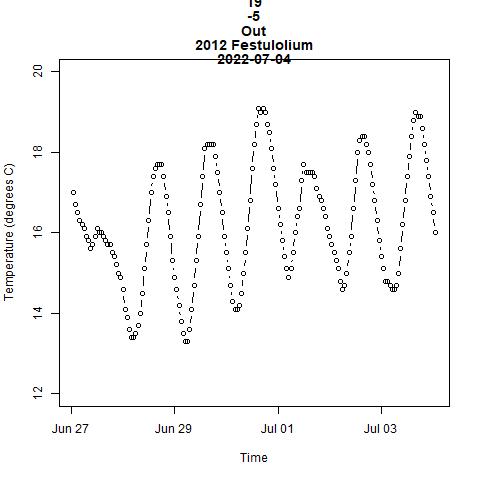 19
-5
Out
2012 Festulolium
2022-07-04
Temperature (degrees C)
20
18
16
14
12
Jun 27
Jun 29
Jul 01
Jul 03
Time